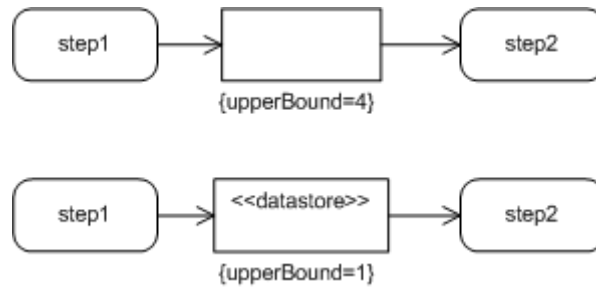 step1
step2
{upperBound=4}
step1
<<datastore>>
step2
{upperBound=1}